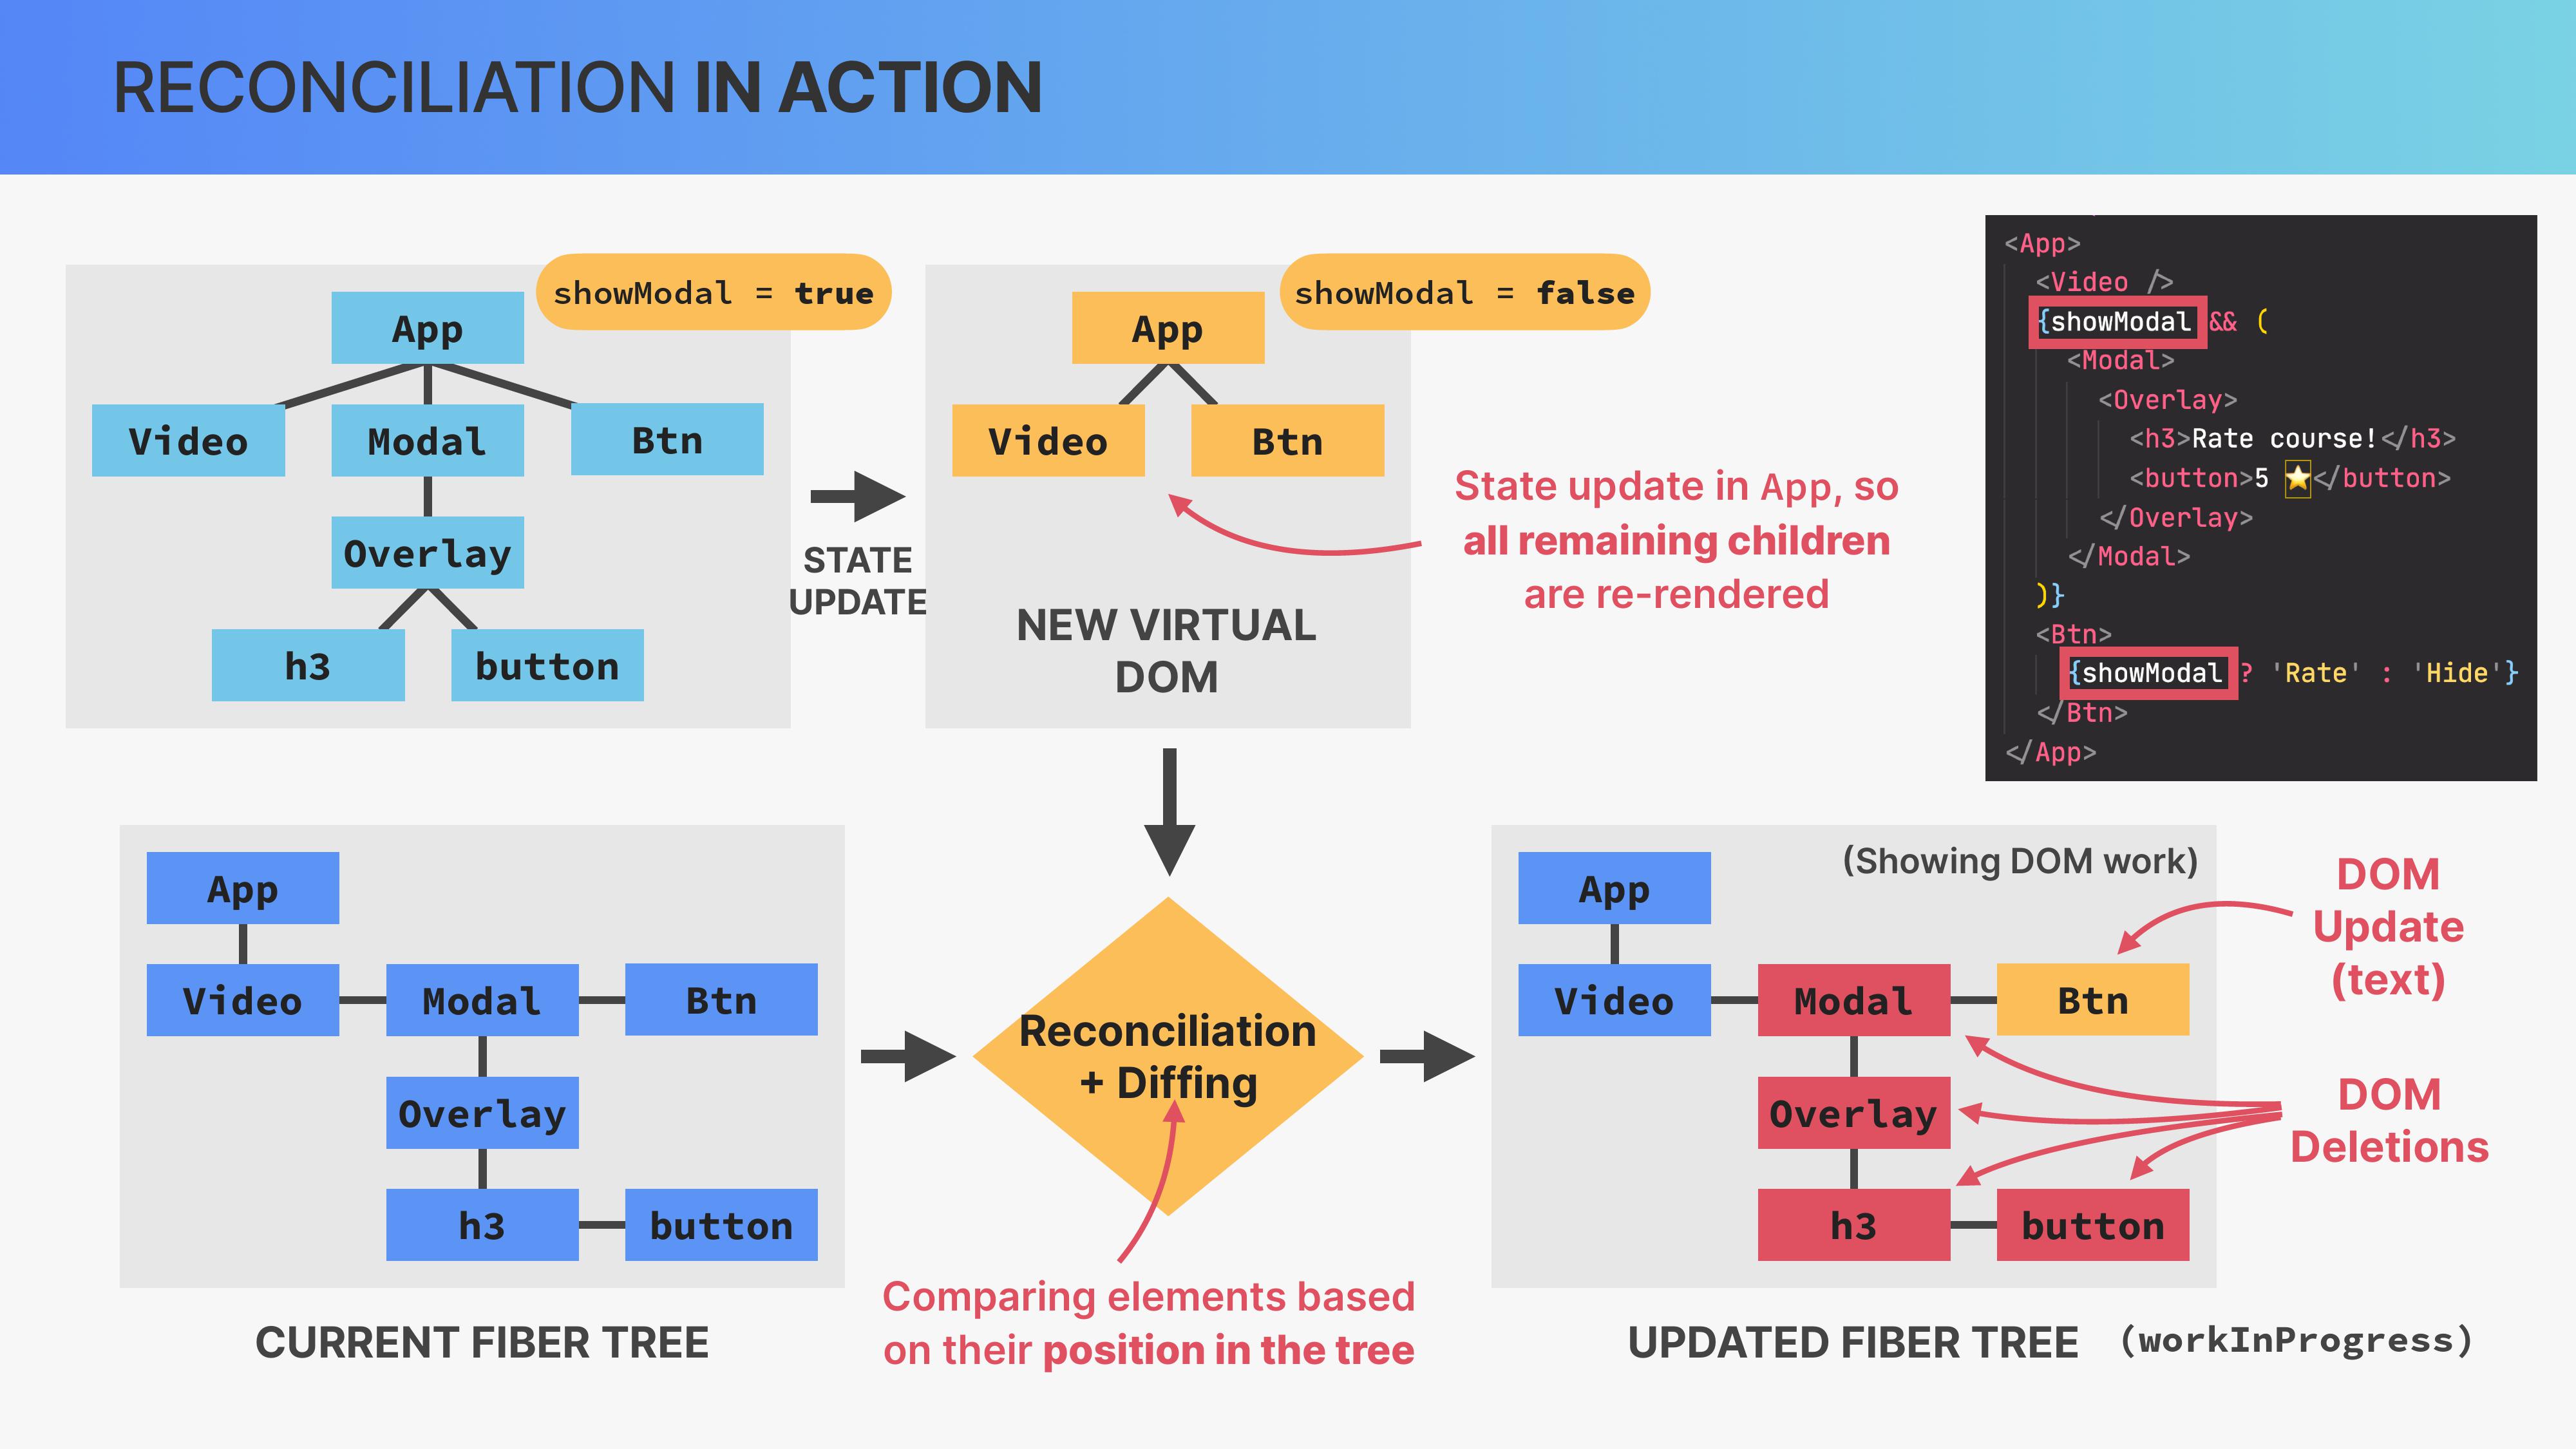 RECONCILIATION IN ACTION
showModal = true
App
Video
Modal
Btn
Overlay
h3
button
STATE
UPDATE
showModal = false
App
Video
Btn
NEW VIRTUAL
DOM
State update in App, so
all remaining children
are re-rendered
<App>
<Video />
{showModal && (
<Modal>
<Overlay>
<h3>Rate course!</h3>
<button>5 ⭐</button>
</Overlay>
</Modal>
)}
<Btn>
{showModal ? 'Rate' : 'Hide'}
</Btn>
</App>
App
Video
Modal
Btn
Overlay
h3
button
CURRENT FIBER TREE
Reconciliation
+ Diffing
Comparing elements based
on their position in the tree
(Showing DOM work)
App
Video
Modal
Btn
Overlay
h3
button
DOM
Update
(text)
DOM
Deletions
UPDATED FIBER TREE (workInProgress)